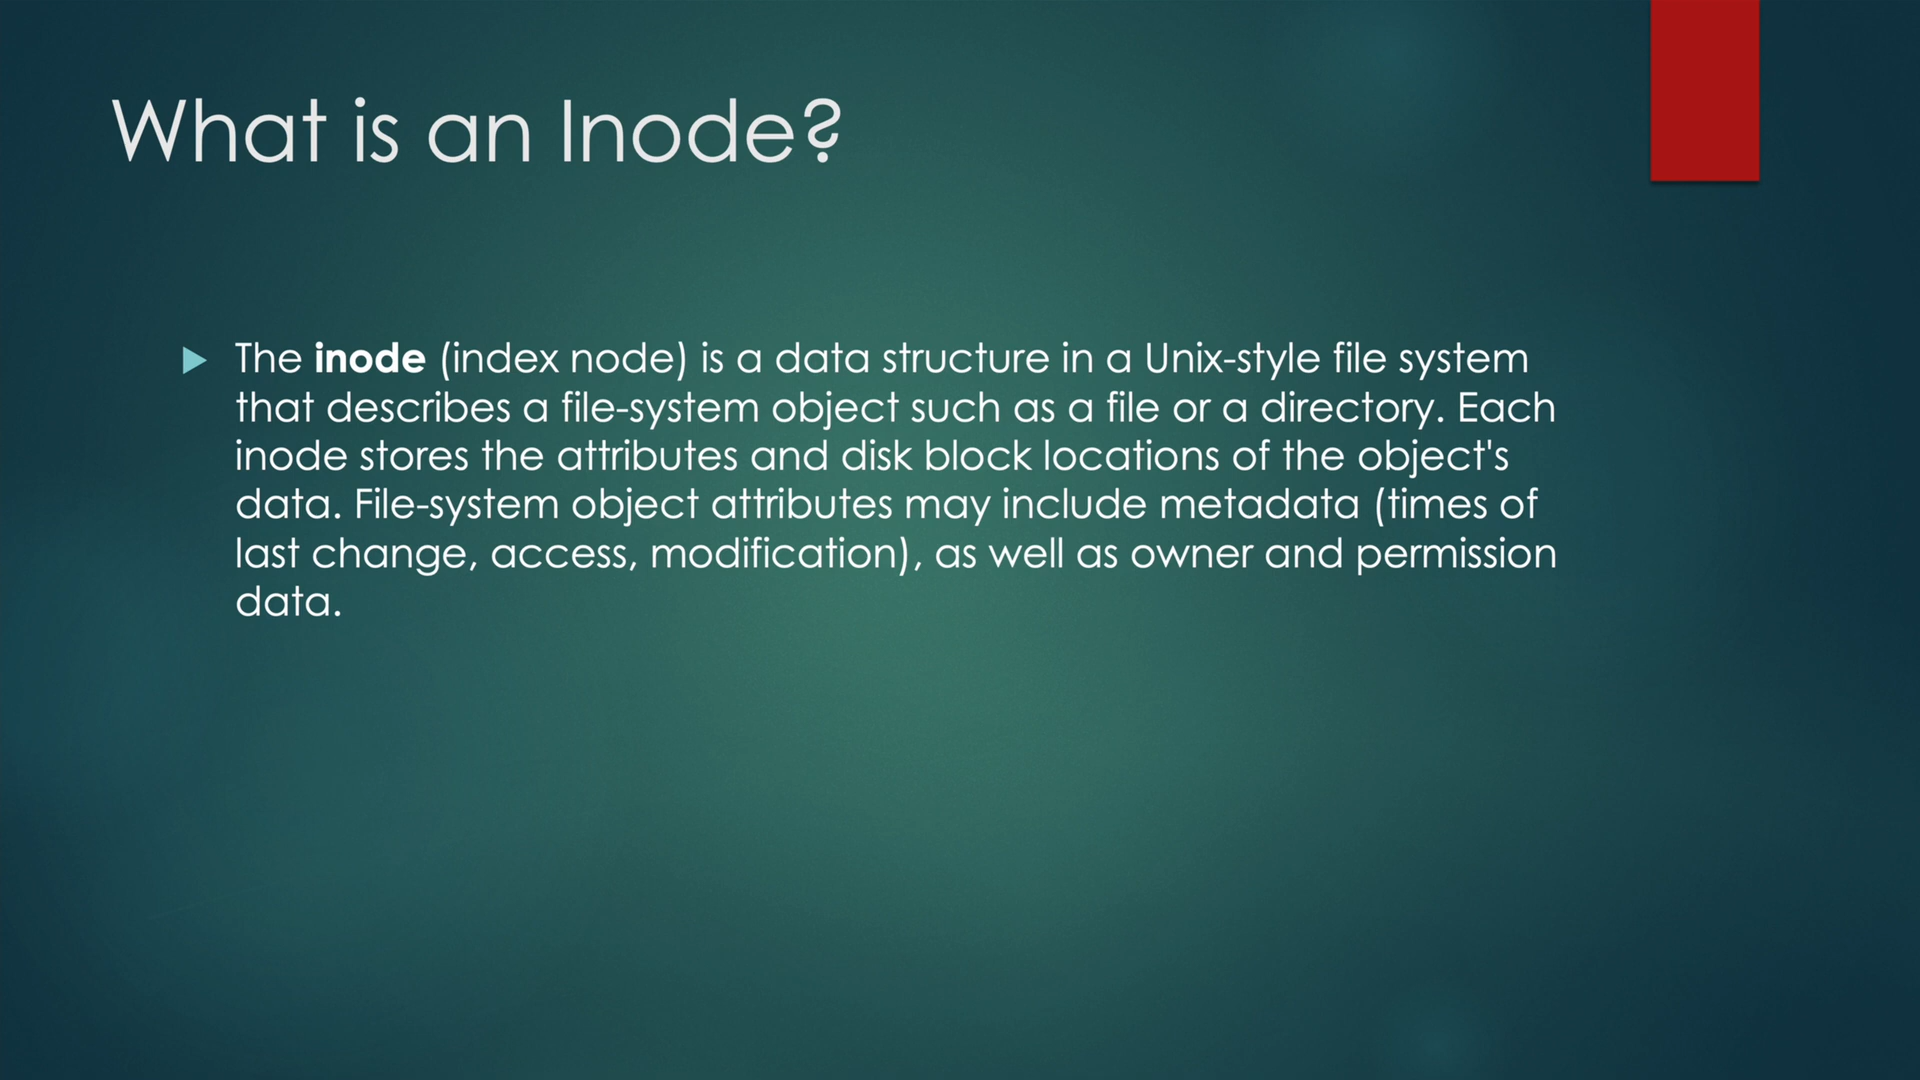 What is an Inode?
The inode (index node) is a data structure in a Unix-style file system
that describes a file-system object such as a file or a directory. Each
inode stores the attributes and disk block locations of the object's
data. File-system object attributes may include metadata (times of
last change, access, modification), as well as owner and permission
data.